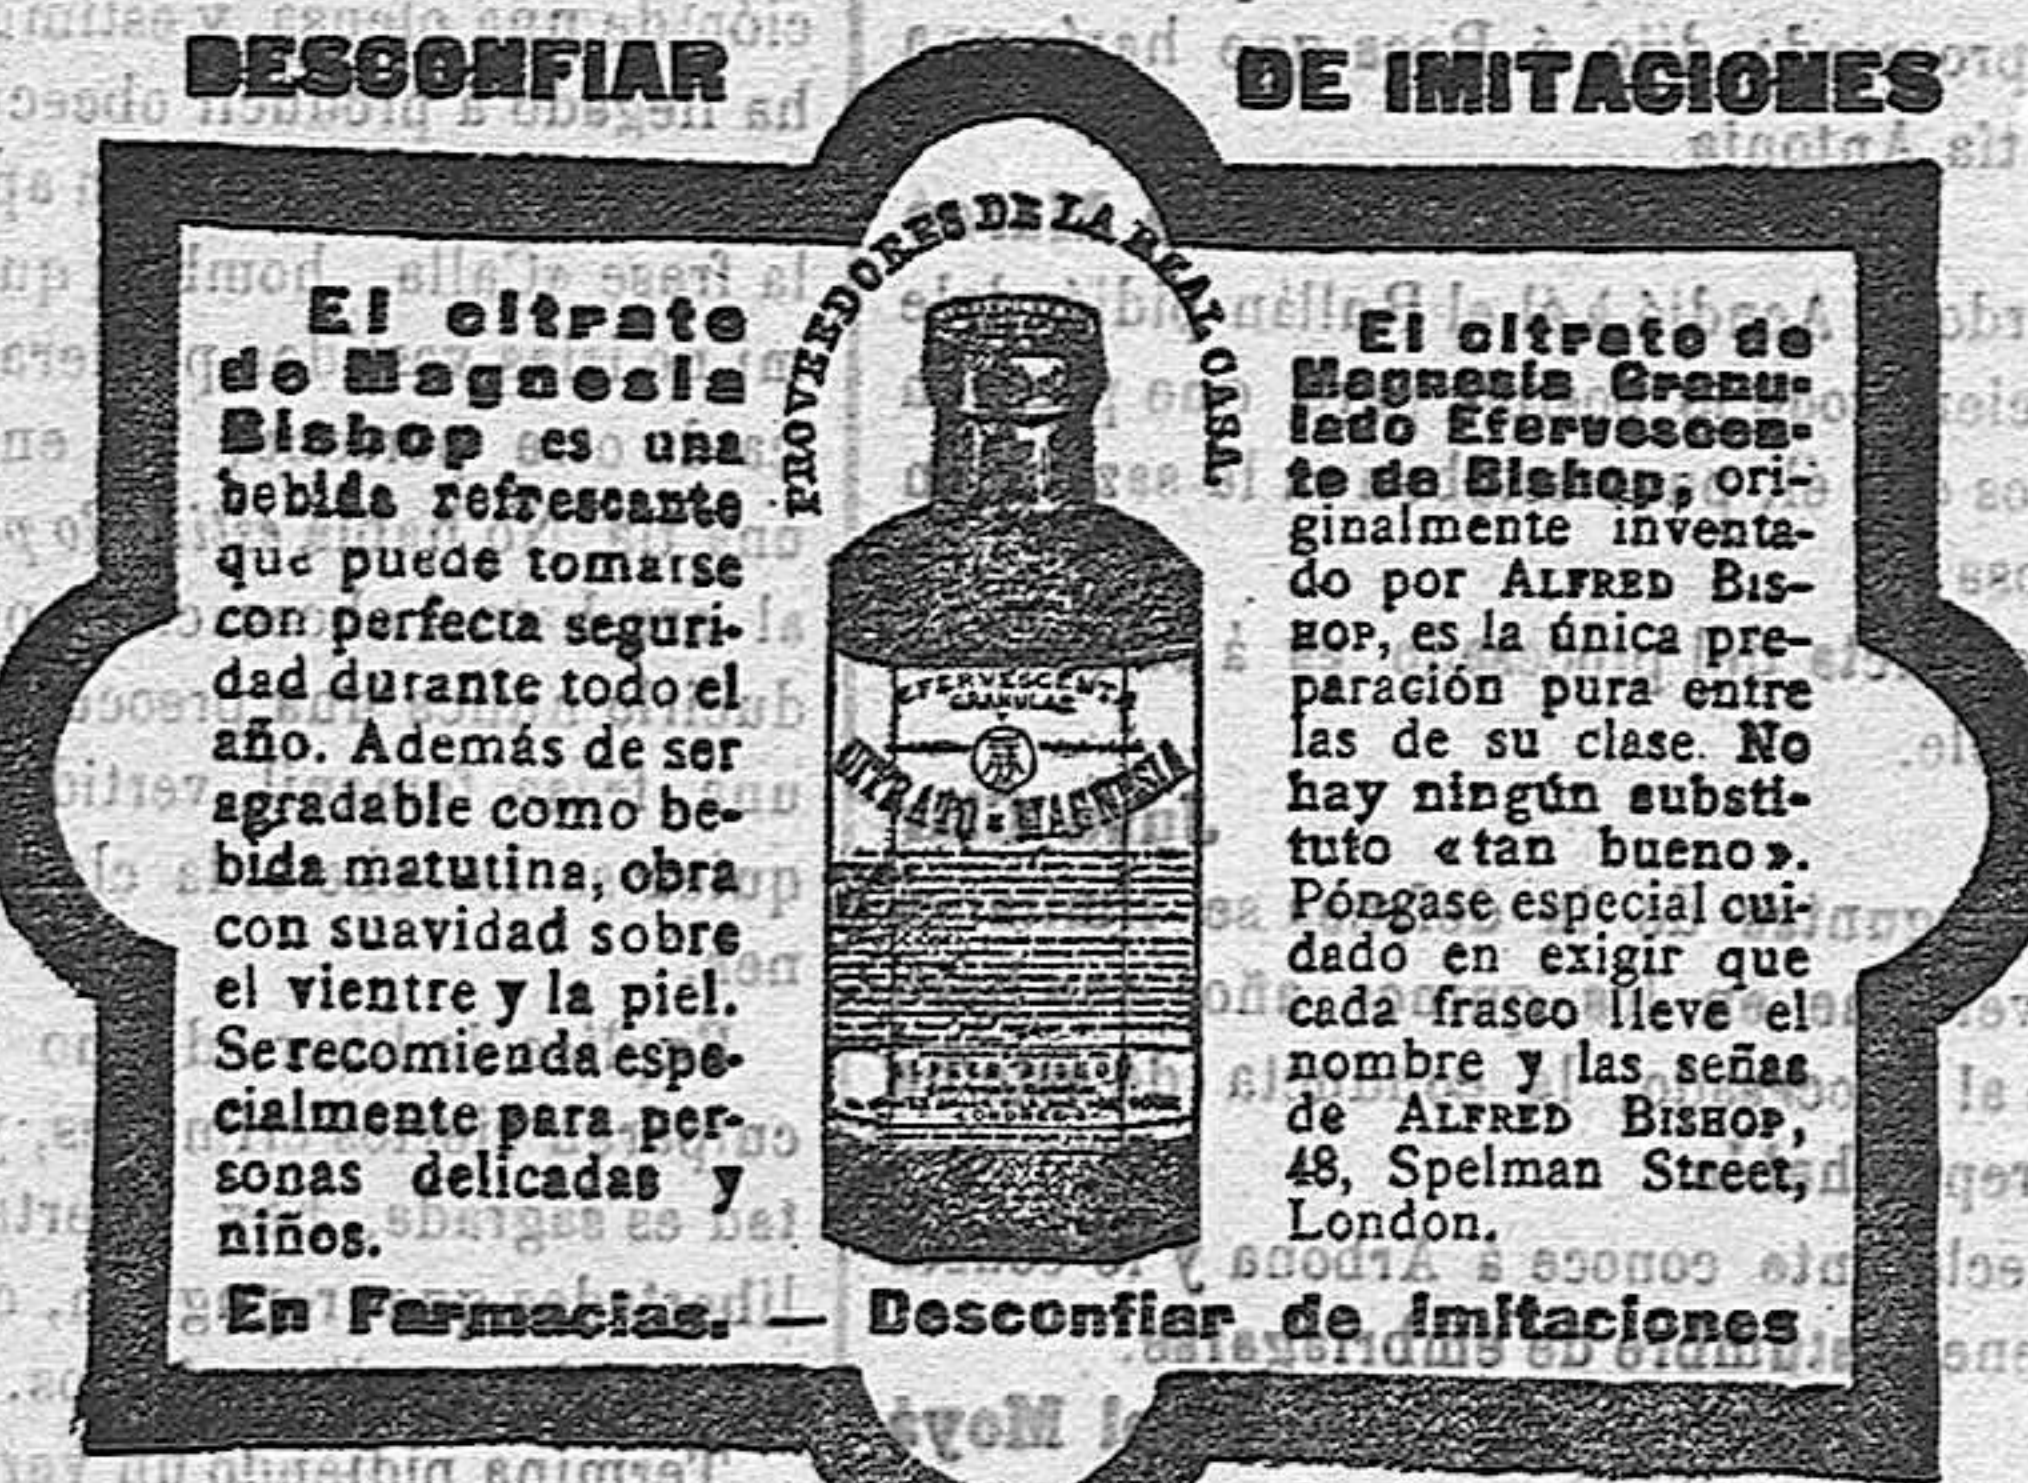 DESCONFIAR DE IMITACIONES
PROVEEDORES DE LA REAL CASA
El citrato
de Magnesia
Bishop es una
bebida refrescante
que puede tomarse
con perfecta seguri-
dad durante todo el
año. Además de ser
agradable como be-
bida matutina, obra
con suavidad sobre
el vientre y la piel.
Se recomienda espe-
cialmente para per-
sonas delicadas y
niños.
EFERVESCENTE
GRANULAR
CITRATO DE MAGNESIA
ALFRED BISHOP
LONDRES
El citrato de
Magnesia Granu-
lado Efervescen-
te de Bishop, ori-
ginalmente inventa-
do por ALFRED BIS-
HOP, es la única pre-
paración pura entre
las de su clase. No
hay ningún substi-
tuto «tan bueno».
Póngase especial cui-
dado en exigir que
cada frasco lleve el
nombre y las señas
de ALFRED BISHOP,
48, Spelman Street,
London.
En Farmacias. — Desconfiar de imitaciones